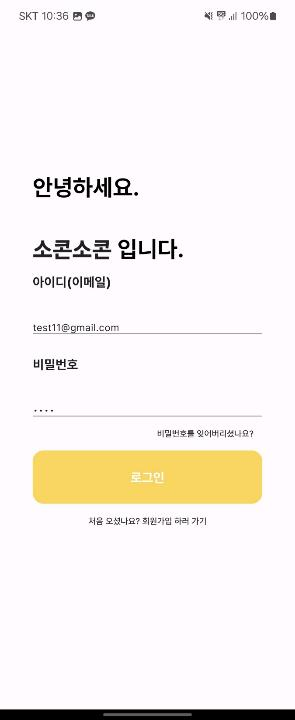 SKT 10:36
100%
안녕하세요.
소콘소콘 입니다.
아이디(이메일)
test11@gmail.com
비밀번호
....
비밀번호를 잊어버리셨나요?
로그인
처음 오셨나요? 회원가입 하러 가기